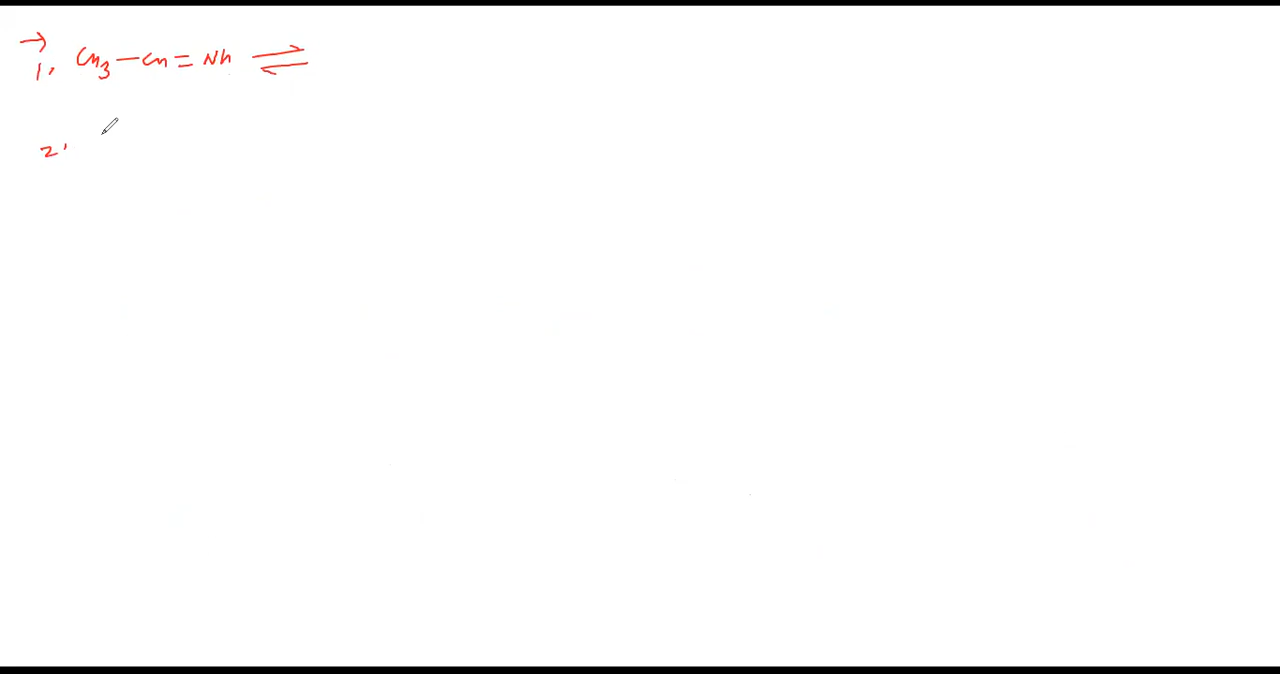 →
1. CH3 — CH = NH ⇌
2.